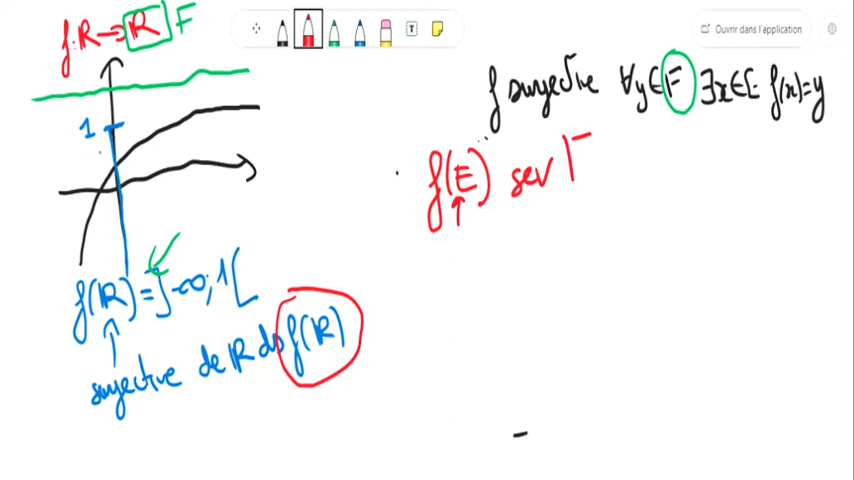 f: ℝ → ℝ F
Ouvrir dans l'application
T
f surjective ∀y∈F ∃x∈E f(x)=y
1
f(E) sev F
f(ℝ)=]-∞;1[
surjective de ℝ ds f(ℝ)